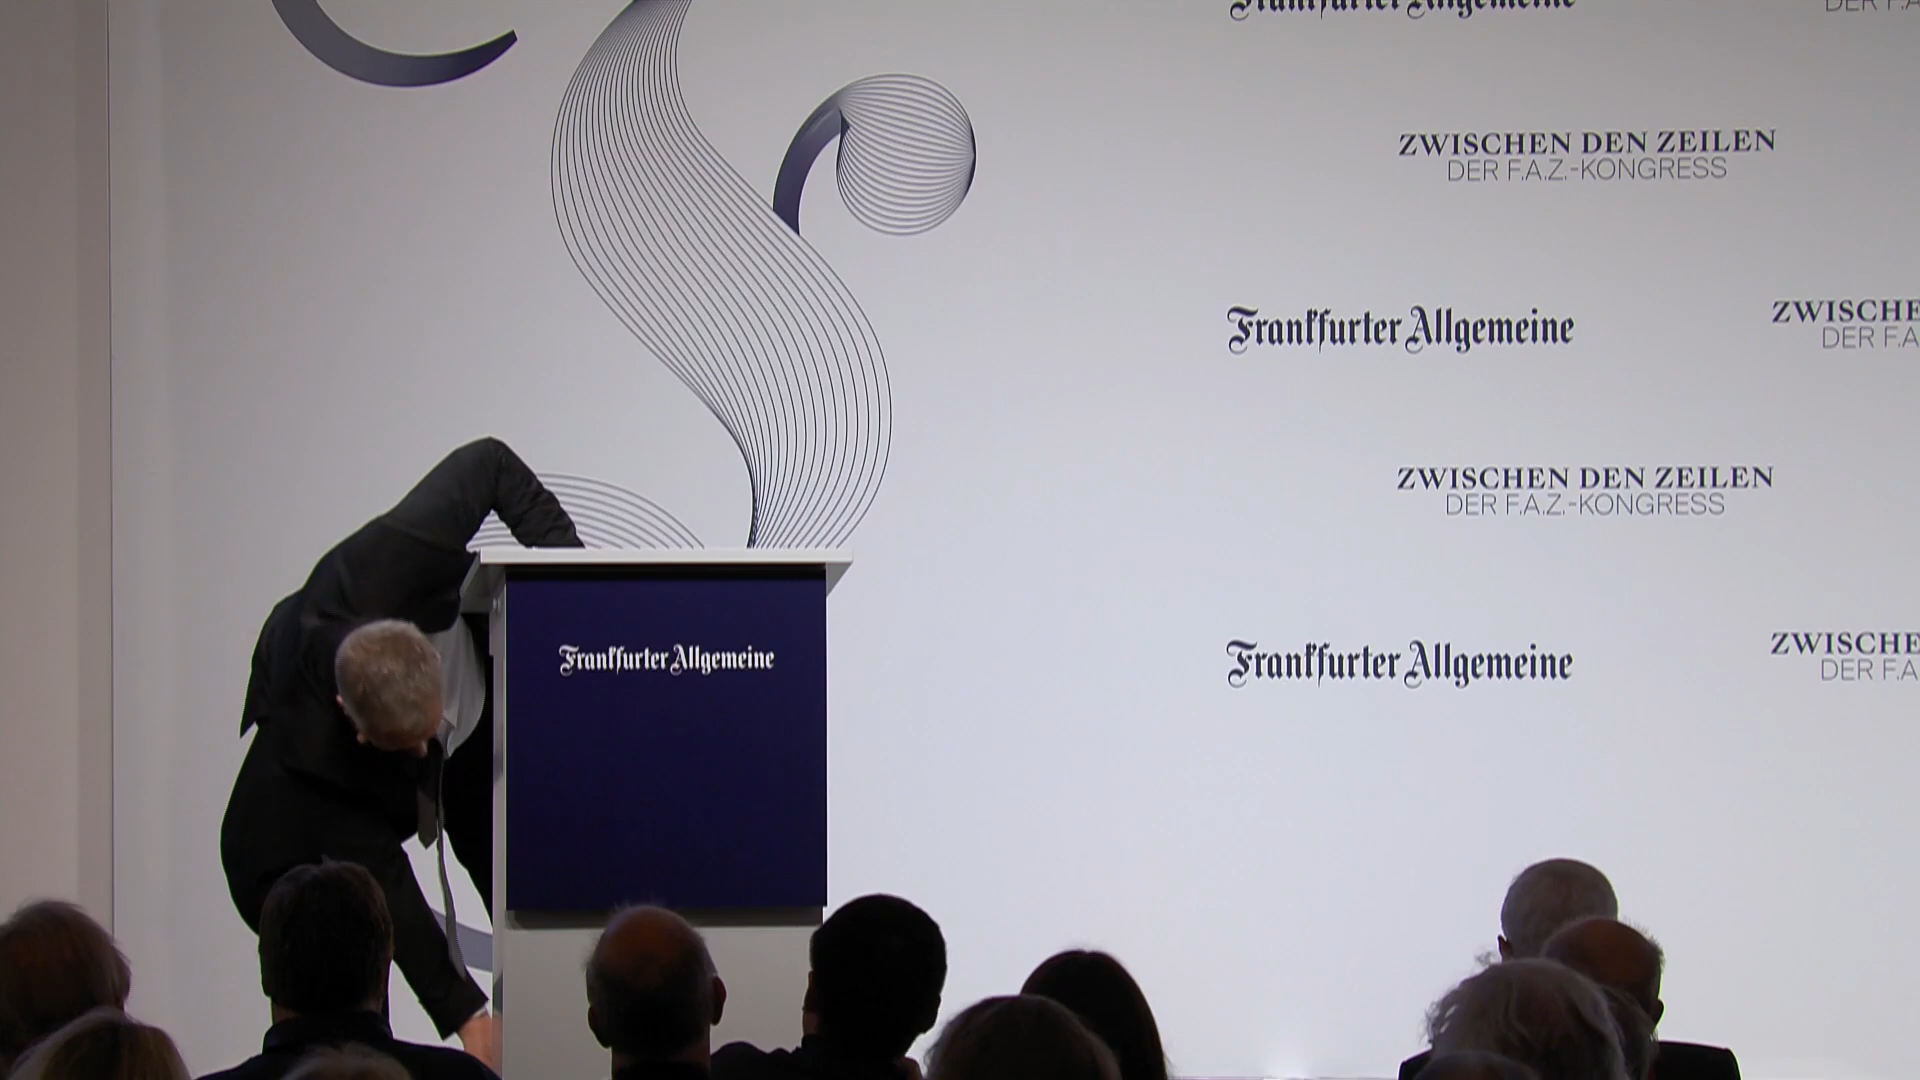 Frankfurter Allgemeine
DER F.A
ZWISCHEN DEN ZEILEN
DER F.A.Z.-KONGRESS
Frankfurter Allgemeine
ZWISCHE
DER F.A
ZWISCHEN DEN ZEILEN
DER F.A.Z.-KONGRESS
Frankfurter Allgemeine
Frankfurter Allgemeine
ZWISCHE
DER F.A